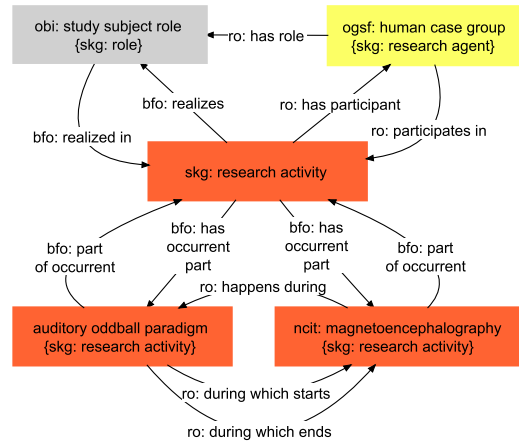 obi: study subject role
{skg: role}
ro: has role
ogsf: human case group
{skg: research agent}
bfo: realizes
ro: has participant
bfo: realized in
ro: participates in
skg: research activity
bfo: part
of occurrent
bfo: has
occurrent
part
bfo: has
occurrent
part
bfo: part
of occurrent
ro: happens during
auditory oddball paradigm
{skg: research activity}
ncit: magnetoencephalography
{skg: research activity}
ro: during which starts
ro: during which ends